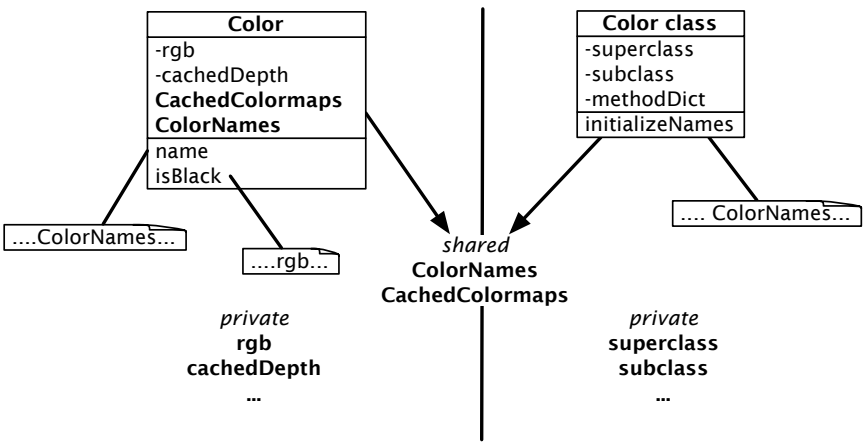 Color
-rgb
-cachedDepth
CachedColormaps
ColorNames
name
isBlack
....ColorNames...
....rgb...
Color class
-superclass
-subclass
-methodDict
initializeNames
.... ColorNames...
shared
ColorNames
CachedColormaps
private
rgb
cachedDepth
...
private
superclass
subclass
...